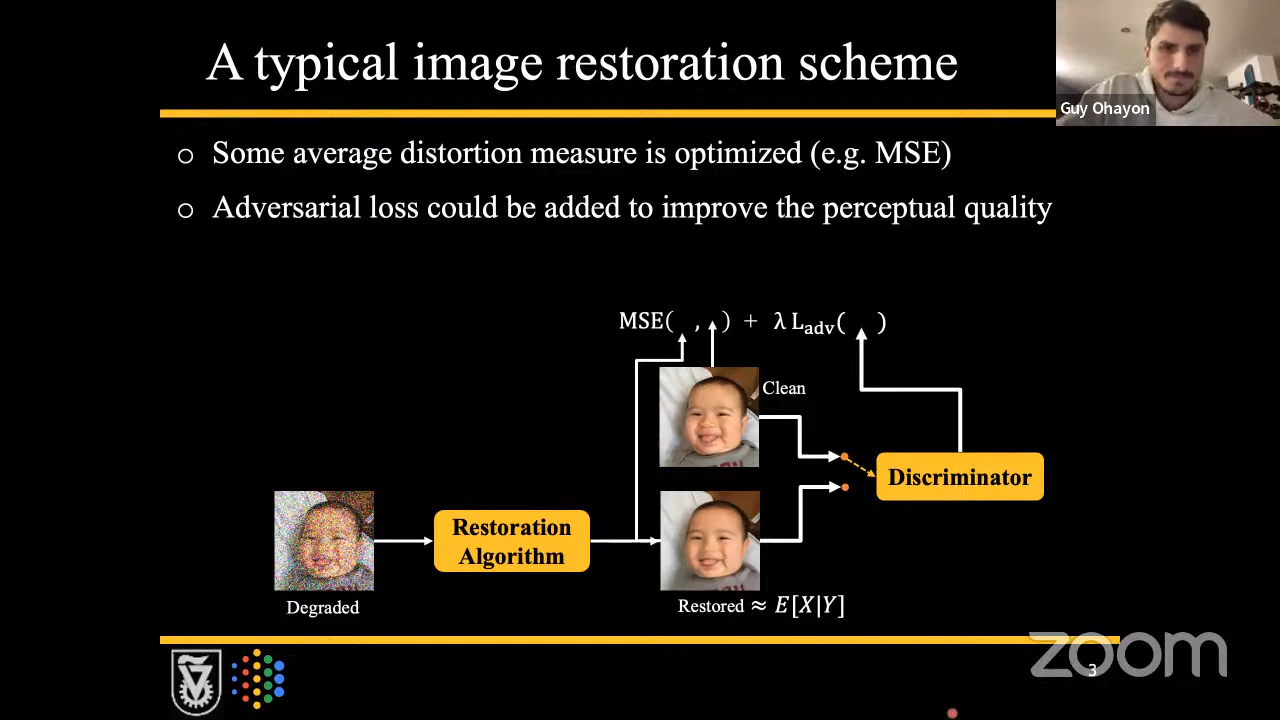 A typical image restoration scheme
Guy Ohayon
○ Some average distortion measure is optimized (e.g. MSE)
○ Adversarial loss could be added to improve the perceptual quality
MSE( , ) + λ L_adv( )
Clean
Discriminator
Restoration
Algorithm
Degraded
Restored ≈ E[X|Y]
zoom
3